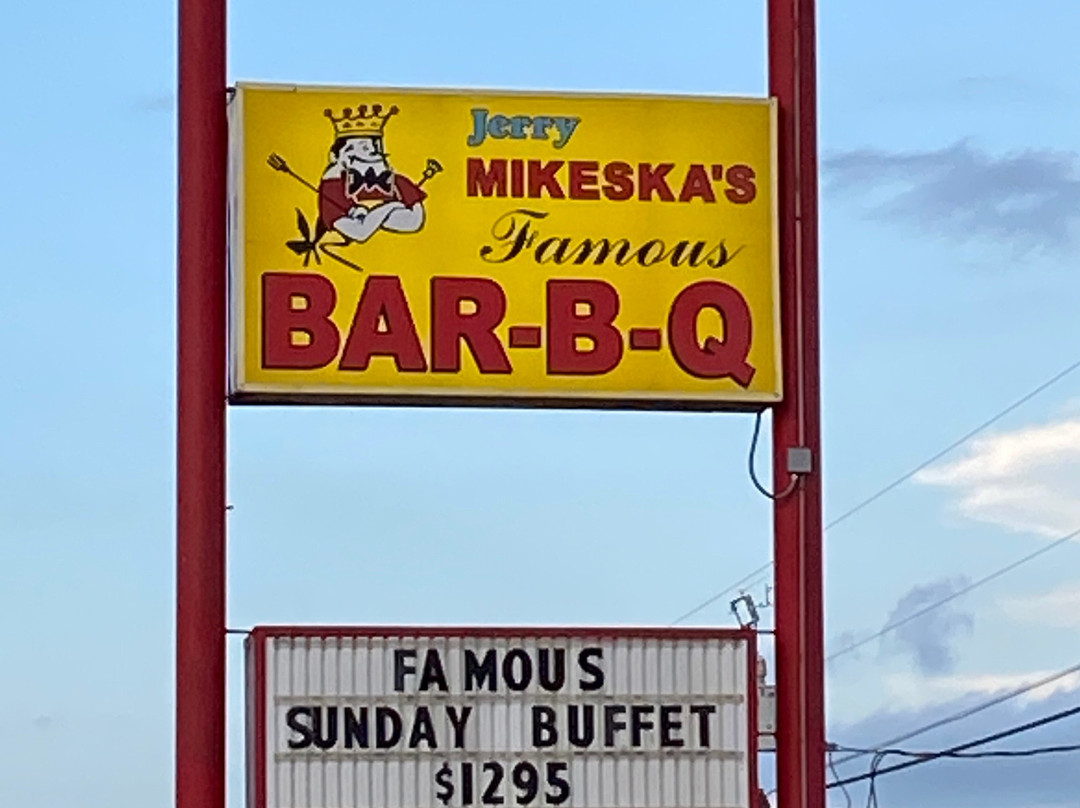 Jerry
MIKESKA'S
Famous
BAR-B-Q
FAMOUS
SUNDAY BUFFET
$1295